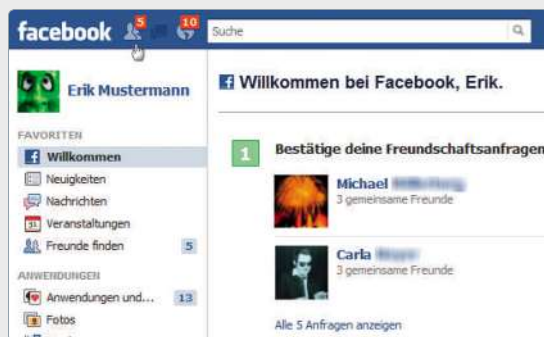 facebook 5 10 Suche
Erik Mustermann
FAVORITEN
Willkommen
Neuigkeiten
31 Veranstaltungen
Nachrichten
Freunde finden 5
ANWENDUNGEN
Anwendungen und... 13
Fotos
f Willkommen bei Facebook, Erik.
1 Bestätige deine Freundschaftsanfragen
Michael
3 gemeinsame Freunde
Carla
3 gemeinsame Freunde
Alle 5 Anfragen anzeigen